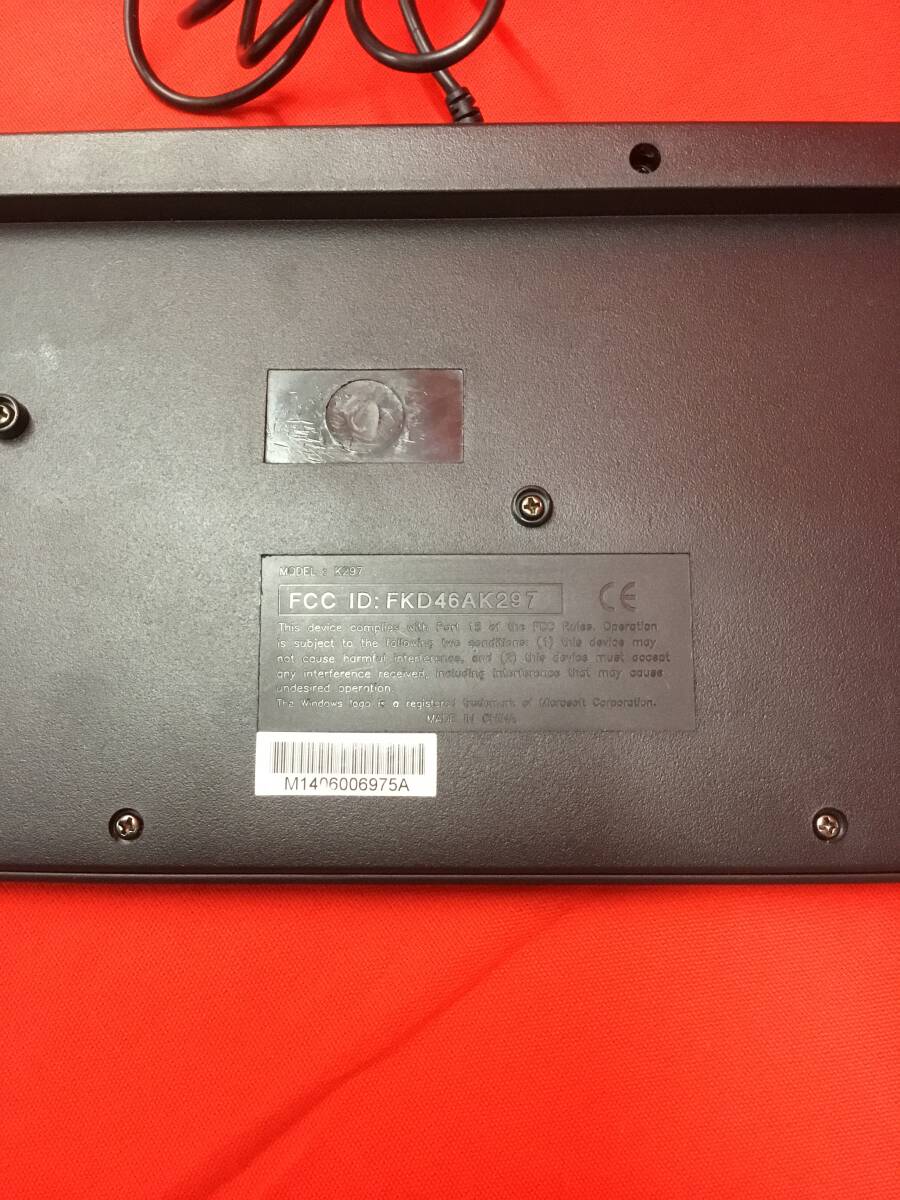 MODEL : K297
FCC ID: FKD46AK297
CE
This device complies with Part 15 of the FCC Rules. Operation
is subject to the following two conditions: (1) this device may
not cause harmful interference, and (2) this device must accept
any interference received, including interference that may cause
undesired operation.
The Windows logo is a registered trademark of Microsoft Corporation.
MADE IN CHINA
M1406006975A